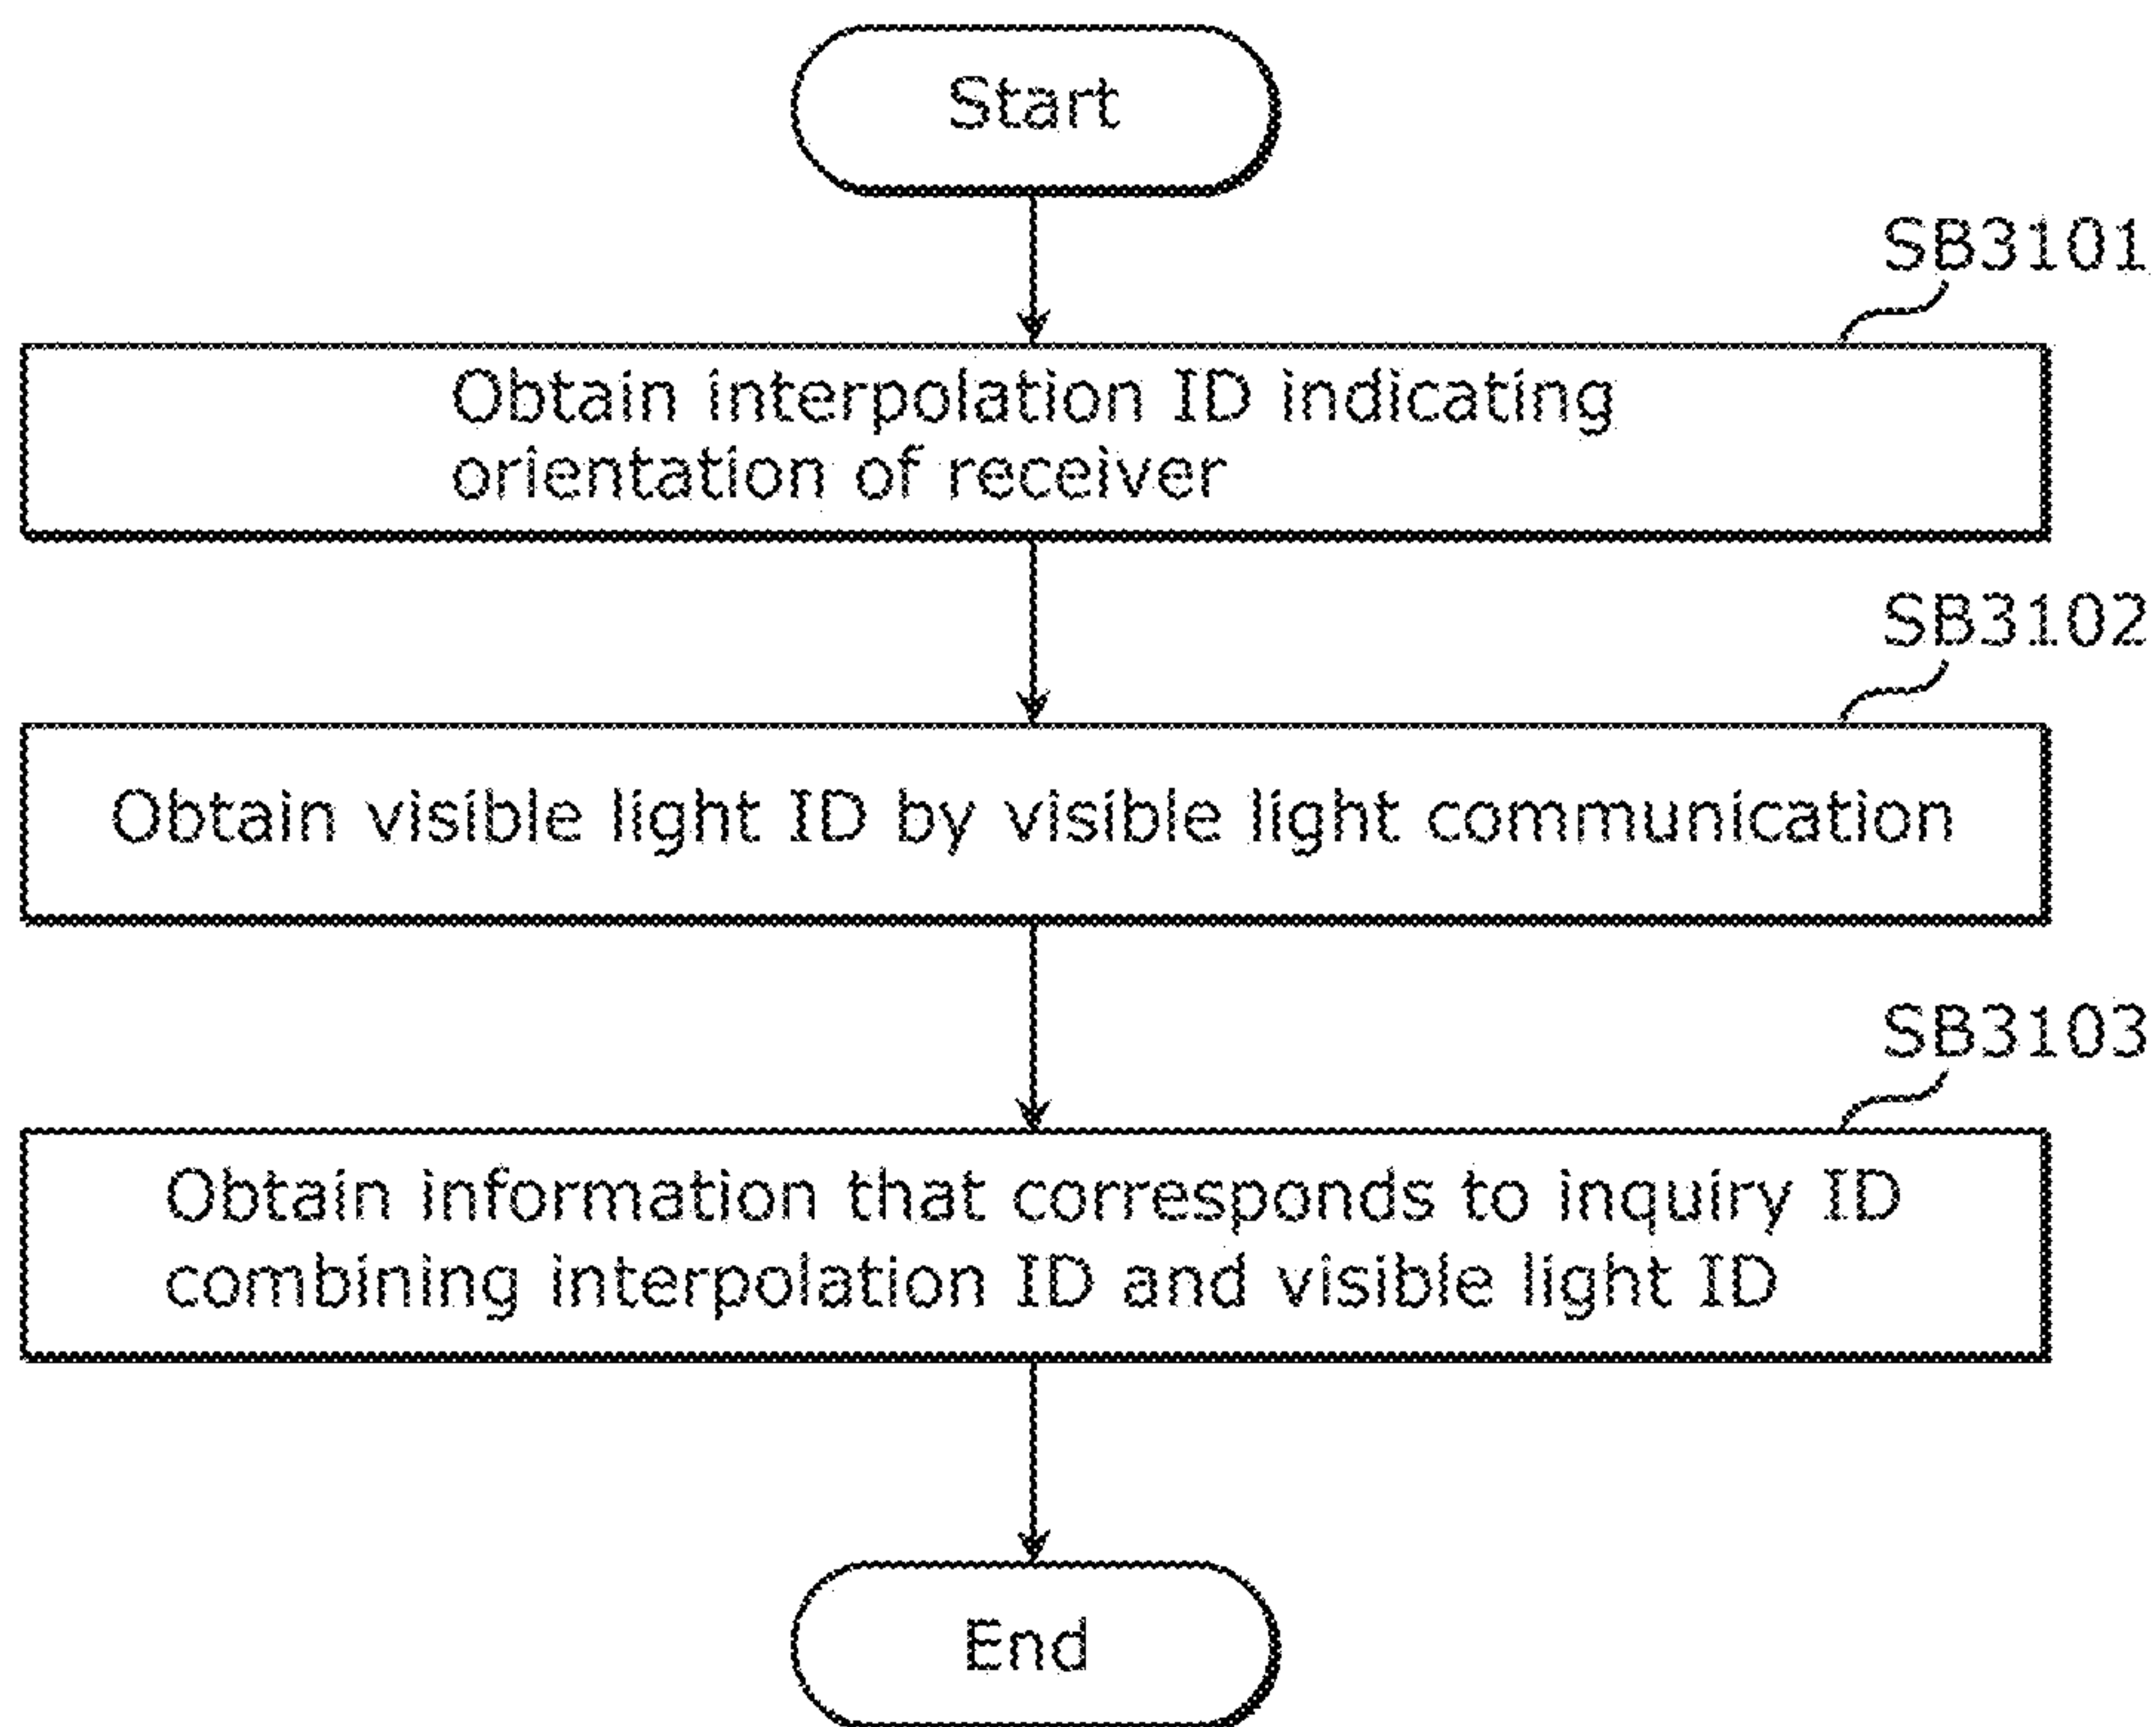 Start
SB3101
Obtain interpolation ID indicating
orientation of receiver
SB3102
Obtain visible light ID by visible light communication
SB3103
Obtain information that corresponds to inquiry ID
combining interpolation ID and visible light ID
End